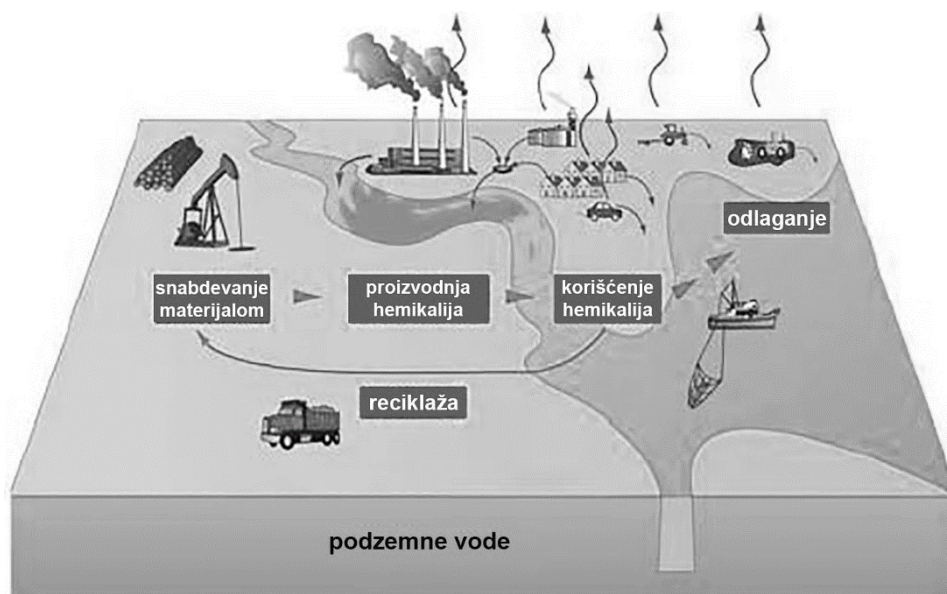 odlaganje
snabdevanje
materijalom
proizvodnja
hemikalija
korišćenje
hemikalija
reciklaža
podzemne vode